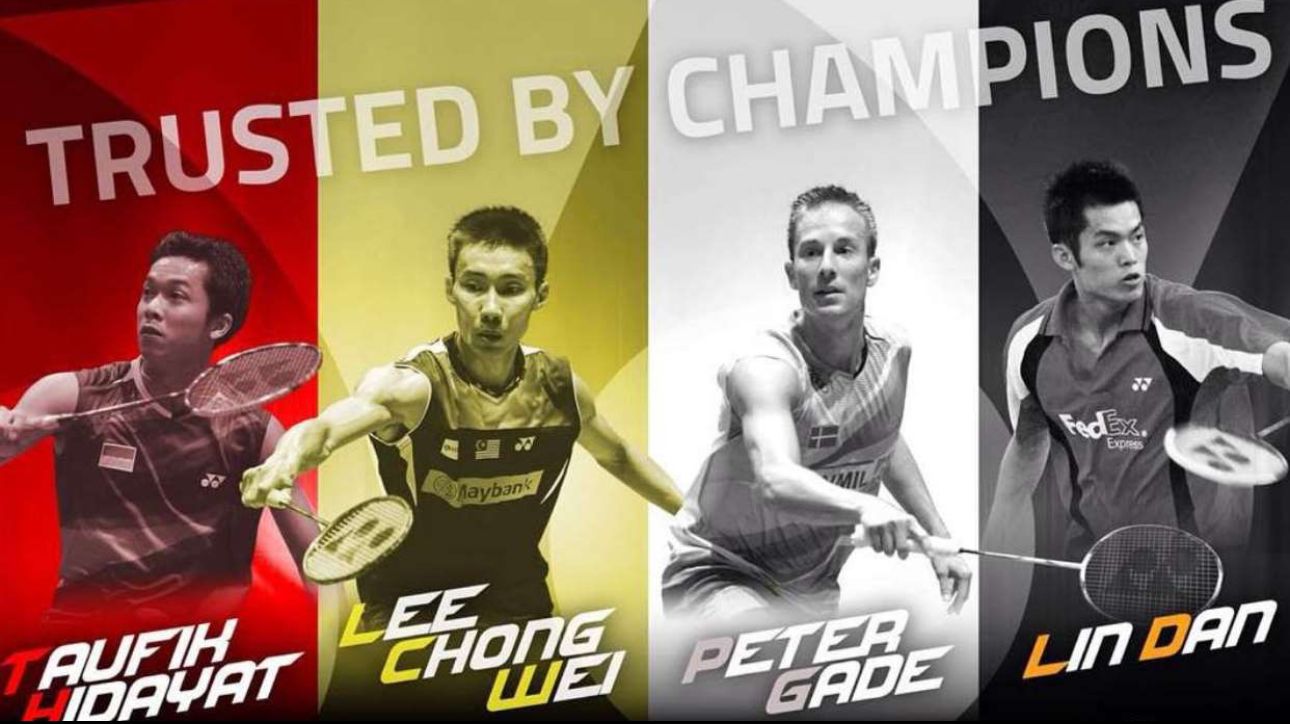 TRUSTED BY CHAMPIONS
Maybank
FedEx.
Express
TAUFIK
HIDAYAT
LEE
CHONG
WEI
PETER
GADE
LIN DAN